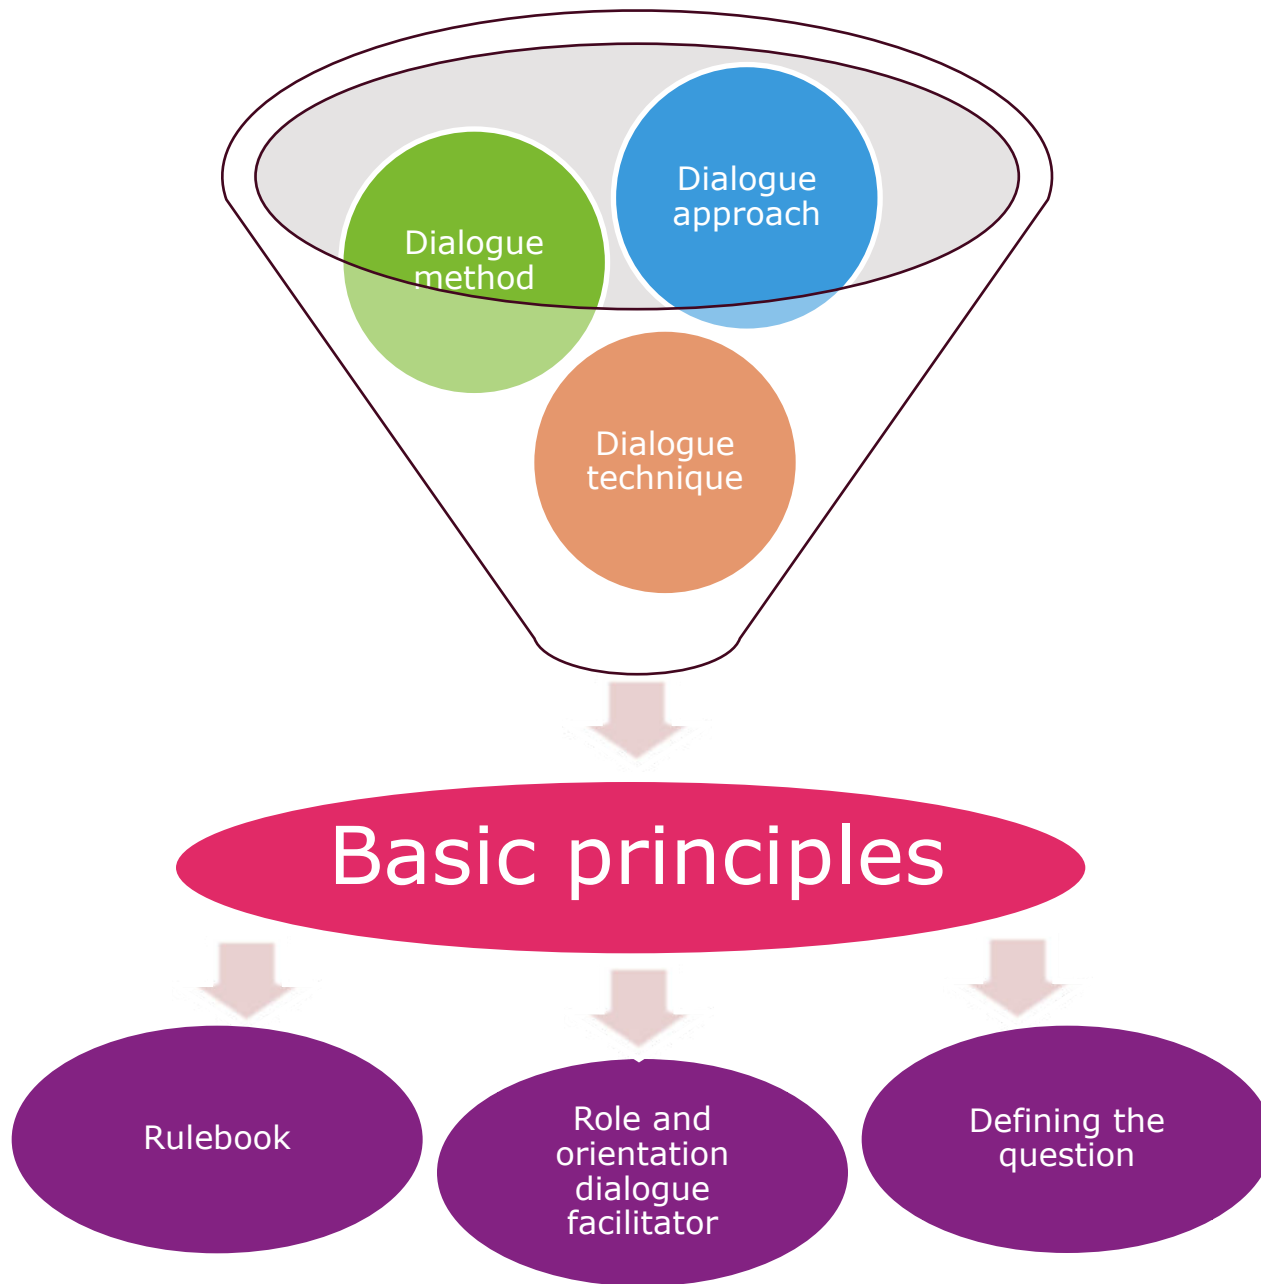 Dialogue
approach
Dialogue
method
Dialogue
technique
Basic principles
Rulebook
Role and
orientation
dialogue
facilitator
Defining the
question